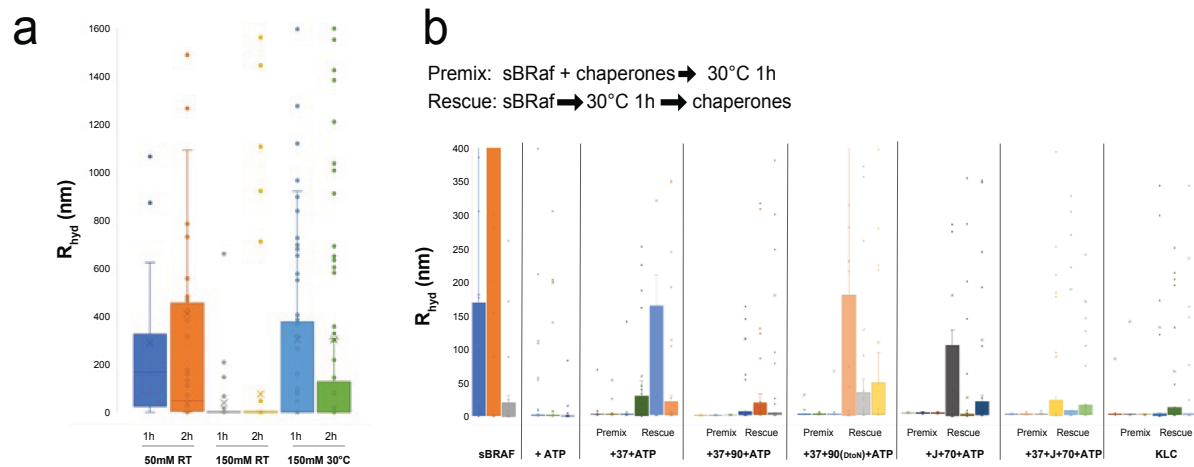 a
R_hyd (nm)
1600
1400
1200
1000
800
600
400
200
0
1h 2h 1h 2h 1h 2h
50mM RT 150mM RT 150mM 30°C
b
Premix: sBRaf + chaperones → 30°C 1h
Rescue: sBRaf → 30°C 1h → chaperones
R_hyd (nm)
400
350
300
250
200
150
100
50
0
Premix Rescue Premix Rescue Premix Rescue Premix Rescue Premix Rescue Premix Rescue
sBRAF + ATP +37+ATP +37+90+ATP +37+90(DtoN)+ATP +J+70+ATP +37+J+70+ATP KLC